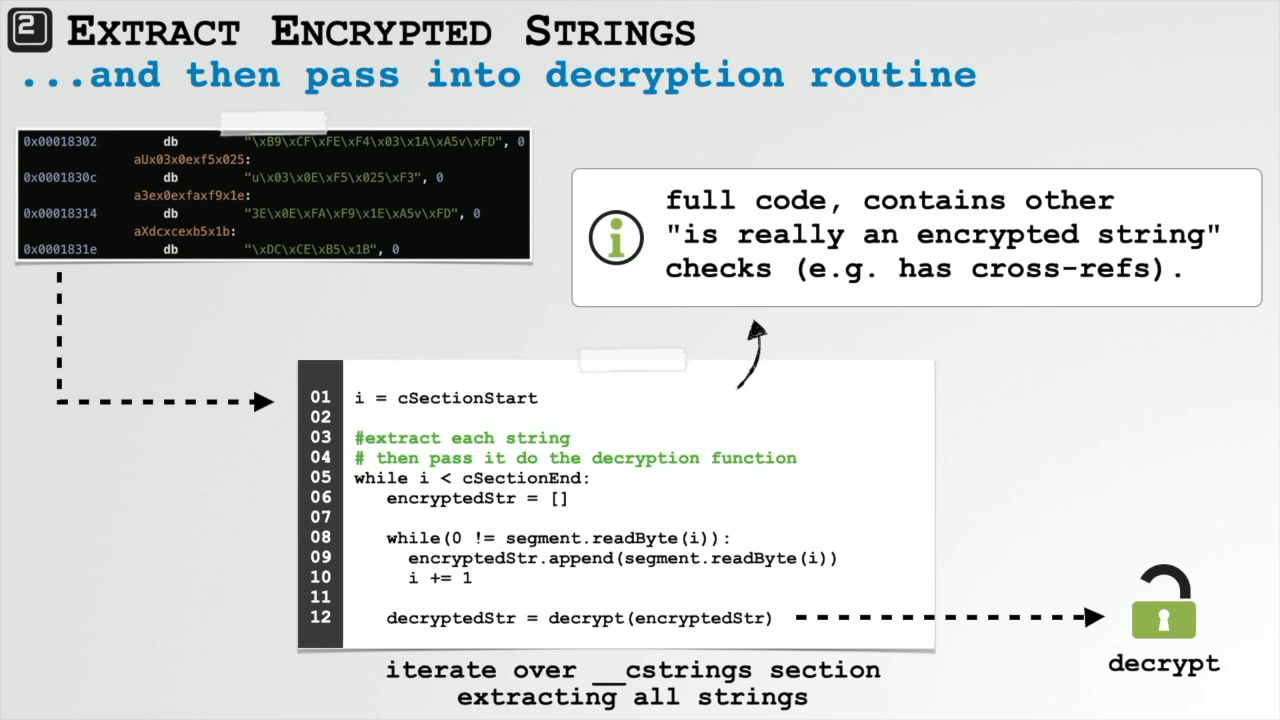 2 Extract Encrypted Strings
...and then pass into decryption routine
0x00018302 db "\xB9\xCF\xFE\xF4\x03\x1A\xA5v\xFD", 0
aUx03x0exf5x025:
0x0001830c db "u\x03\x0E\xF5\x025\xF3", 0
a3ex0exfaxf9x1e:
0x00018314 db "3E\x0E\xFA\xF9\x1E\xA5v\xFD", 0
aXdcxcexb5x1b:
0x0001831e db "\xDC\xCE\xB5\x1B", 0
full code, contains other
"is really an encrypted string"
checks (e.g. has cross-refs).
01 i = cSectionStart
02
03 #extract each string
04 # then pass it do the decryption function
05 while i < cSectionEnd:
06 encryptedStr = []
07
08 while(0 != segment.readByte(i)):
09 encryptedStr.append(segment.readByte(i))
10 i += 1
11
12 decryptedStr = decrypt(encryptedStr)
decrypt
iterate over __cstrings section
extracting all strings